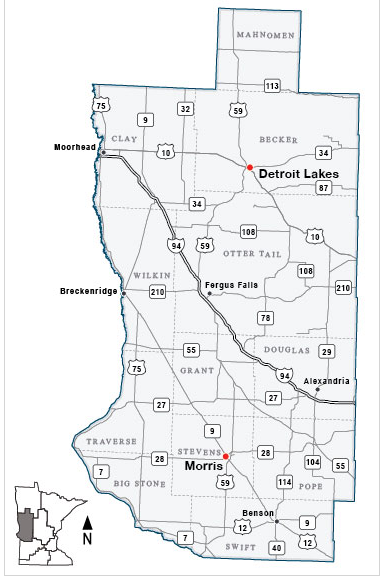 MAHNOMEN
113
75
32
59
9
CLAY
BECKER
Moorhead
10
34
Detroit Lakes
87
34
108
10
94
59
OTTER TAIL
108
WILKIN
Breckenridge
210
Fergus Falls
210
78
55
DOUGLAS
29
GRANT
75
94
Alexandria
27
27
9
TRAVERSE
STEVENS
28
28
Morris
104
55
7
59
114
POPE
BIG STONE
Benson
12
9
7
SWIFT
40
12
N